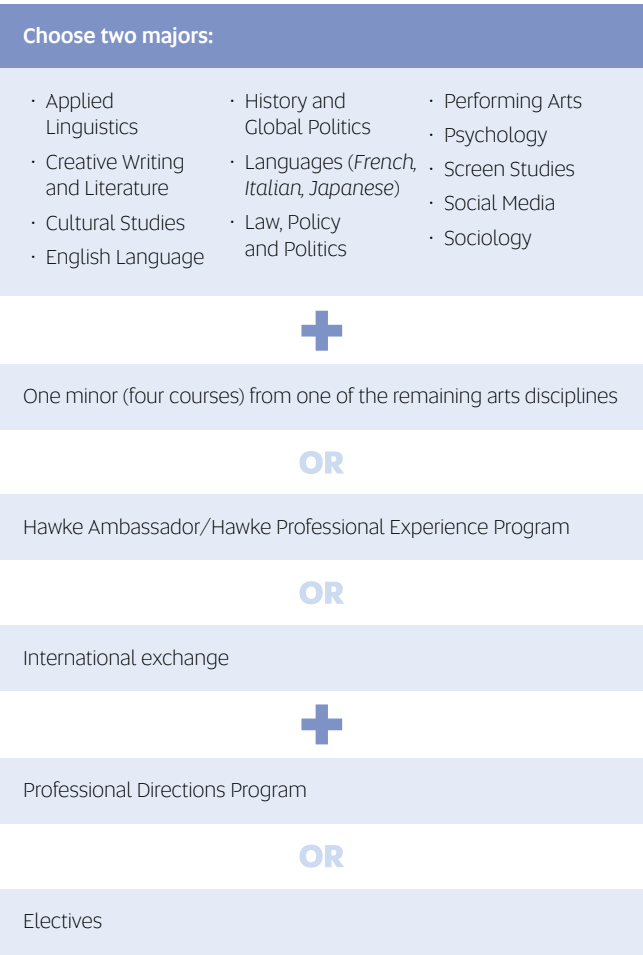 Choose two majors:
· Applied
Linguistics
· Creative Writing
and Literature
· Cultural Studies
· English Language
· History and
Global Politics
· Languages (French,
Italian, Japanese)
· Law, Policy
and Politics
· Performing Arts
· Psychology
· Screen Studies
· Social Media
· Sociology
One minor (four courses) from one of the remaining arts disciplines
OR
Hawke Ambassador/Hawke Professional Experience Program
OR
International exchange
Professional Directions Program
OR
Electives